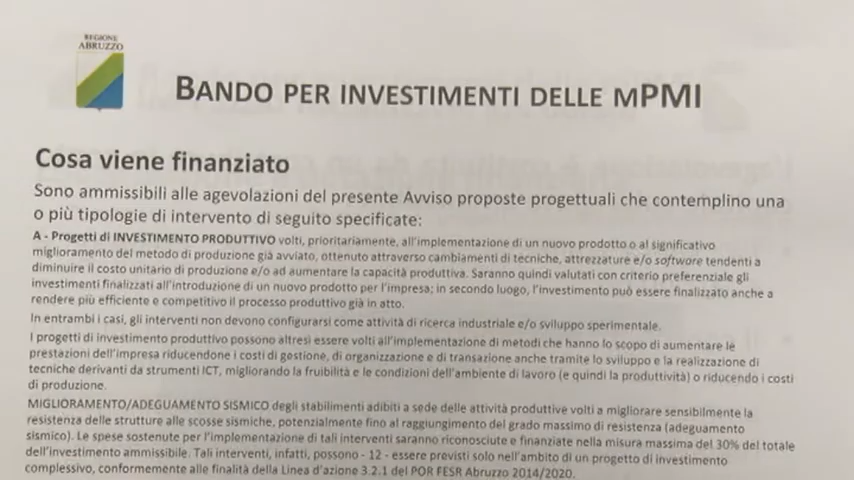 REGIONE
ABRUZZO
BANDO PER INVESTIMENTI DELLE MPMI
Cosa viene finanziato
Sono ammissibili alle agevolazioni del presente Avviso proposte progettuali che contemplino una
o più tipologie di intervento di seguito specificate:
A - Progetti di INVESTIMENTO PRODUTTIVO volti, prioritariamente, all'implementazione di un nuovo prodotto o al significativo
miglioramento del metodo di produzione già avviato, ottenuto attraverso cambiamenti di tecniche, attrezzature e/o software tendenti a
diminuire il costo unitario di produzione e/o ad aumentare la capacità produttiva. Saranno quindi valutati con criterio preferenziale gli
investimenti finalizzati all'introduzione di un nuovo prodotto per l'impresa; in secondo luogo, l'investimento può essere finalizzato anche a
rendere più efficiente e competitivo il processo produttivo già in atto.
In entrambi i casi, gli interventi non devono configurarsi come attività di ricerca industriale e/o sviluppo sperimentale.
I progetti di investimento produttivo possono altresì essere volti all'implementazione di metodi che hanno lo scopo di aumentare le
prestazioni dell'impresa riducendone i costi di gestione, di organizzazione e di transazione anche tramite lo sviluppo e la realizzazione di
tecniche derivanti da strumenti ICT, migliorando la fruibilità e le condizioni dell'ambiente di lavoro (e quindi la produttività) o riducendo i costi
di produzione.
MIGLIORAMENTO/ADEGUAMENTO SISMICO degli stabilimenti adibiti a sede delle attività produttive volti a migliorare sensibilmente la
resistenza delle strutture alle scosse sismiche, potenzialmente fino al raggiungimento del grado massimo di resistenza (adeguamento
sismico). Le spese sostenute per l'implementazione di tali interventi saranno riconosciute e finanziate nella misura massima del 30% del totale
dell'investimento ammissibile. Tali interventi, infatti, possono - 12 - essere previsti solo nell'ambito di un progetto di investimento
complessivo, conformemente alle finalità della Linea d'azione 3.2.1 del POR FESR Abruzzo 2014/2020.